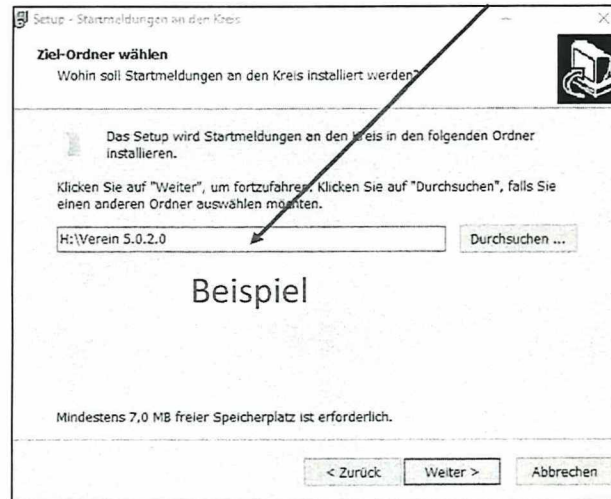 Setup - Startmeldungen an den Kreis
Ziel-Ordner wählen
Wohin soll Startmeldungen an den Kreis installiert werden?
Das Setup wird Startmeldungen an den Kreis in den folgenden Ordner
installieren.
Klicken Sie auf "Weiter", um fortzufahren. Klicken Sie auf "Durchsuchen", falls Sie
einen anderen Ordner auswählen möchten.
H:\Verein 5.0.2.0
Durchsuchen ...
Beispiel
Mindestens 7,0 MB freier Speicherplatz ist erforderlich.
< Zurück
Weiter >
Abbrechen